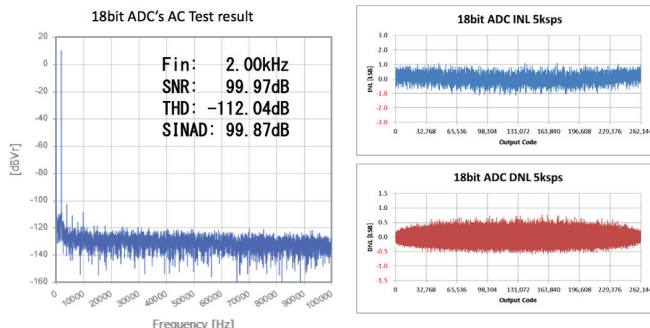 18bit ADC's AC Test result
20
0
-20
-40
-60
-80
-100
-120
-140
-160
[dBVr]
Fin: 2.00kHz
SNR: 99.97dB
THD: -112.04dB
SINAD: 99.87dB
0 10000 20000 30000 40000 50000 60000 70000 80000 90000 100000
Frequency [Hz]
18bit ADC INL 5ksps
3.0
2.0
1.0
0.0
-1.0
-2.0
-3.0
INL [LSB]
0 32,768 65,536 98,304 131,072 163,840 196,608 229,376 262,144
Output Code
18bit ADC DNL 5ksps
1.5
1.0
0.5
0.0
-0.5
-1.0
-1.5
DNL [LSB]
0 32,768 65,536 98,304 131,072 163,840 196,608 229,376 262,144
Output Code